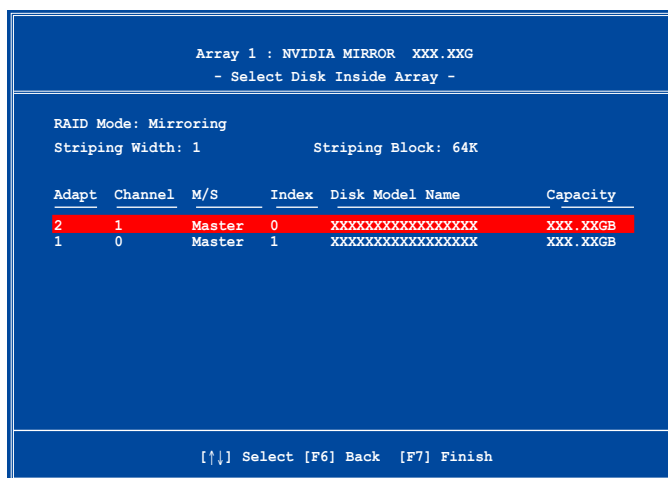 Array 1 : NVIDIA MIRROR XXX.XXG
- Select Disk Inside Array -
RAID Mode: Mirroring
Striping Width: 1 Striping Block: 64K
Adapt Channel M/S Index Disk Model Name Capacity
2 1 Master 0 XXXXXXXXXXXXXXXXX XXX.XXGB
1 0 Master 1 XXXXXXXXXXXXXXXXX XXX.XXGB
[↑↓] Select [F6] Back [F7] Finish